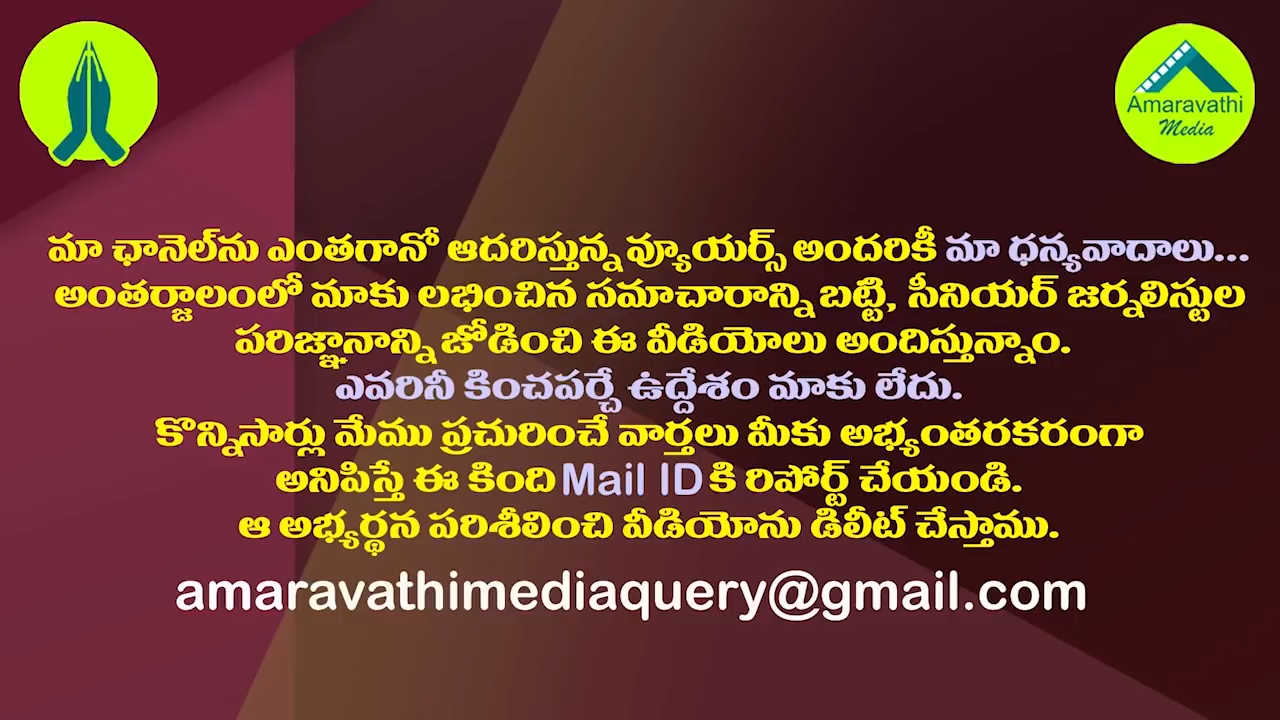 Amaravathi
Media
మా ఛానెల్‌ను ఎంతగానో ఆదరిస్తున్న వ్యూయర్స్ అందరికీ మా ధన్యవాదాలు...
అంతర్జాలంలో మాకు లభించిన సమాచారాన్ని బట్టి, సీనియర్ జర్నలిస్టుల
పరిజ్ఞానాన్ని జోడించి ఈ వీడియోలు అందిస్తున్నాం.
ఎవరినీ కించపర్చే ఉద్దేశం మాకు లేదు.
కొన్నిసార్లు మేము ప్రచురించే వార్తలు మీకు అభ్యంతరకరంగా
అనిపిస్తే ఈ కింది Mail ID కి రిపోర్ట్ చేయండి.
ఆ అభ్యర్థన పరిశీలించి వీడియోను డిలీట్ చేస్తాము.
amaravathimediaquery@gmail.com